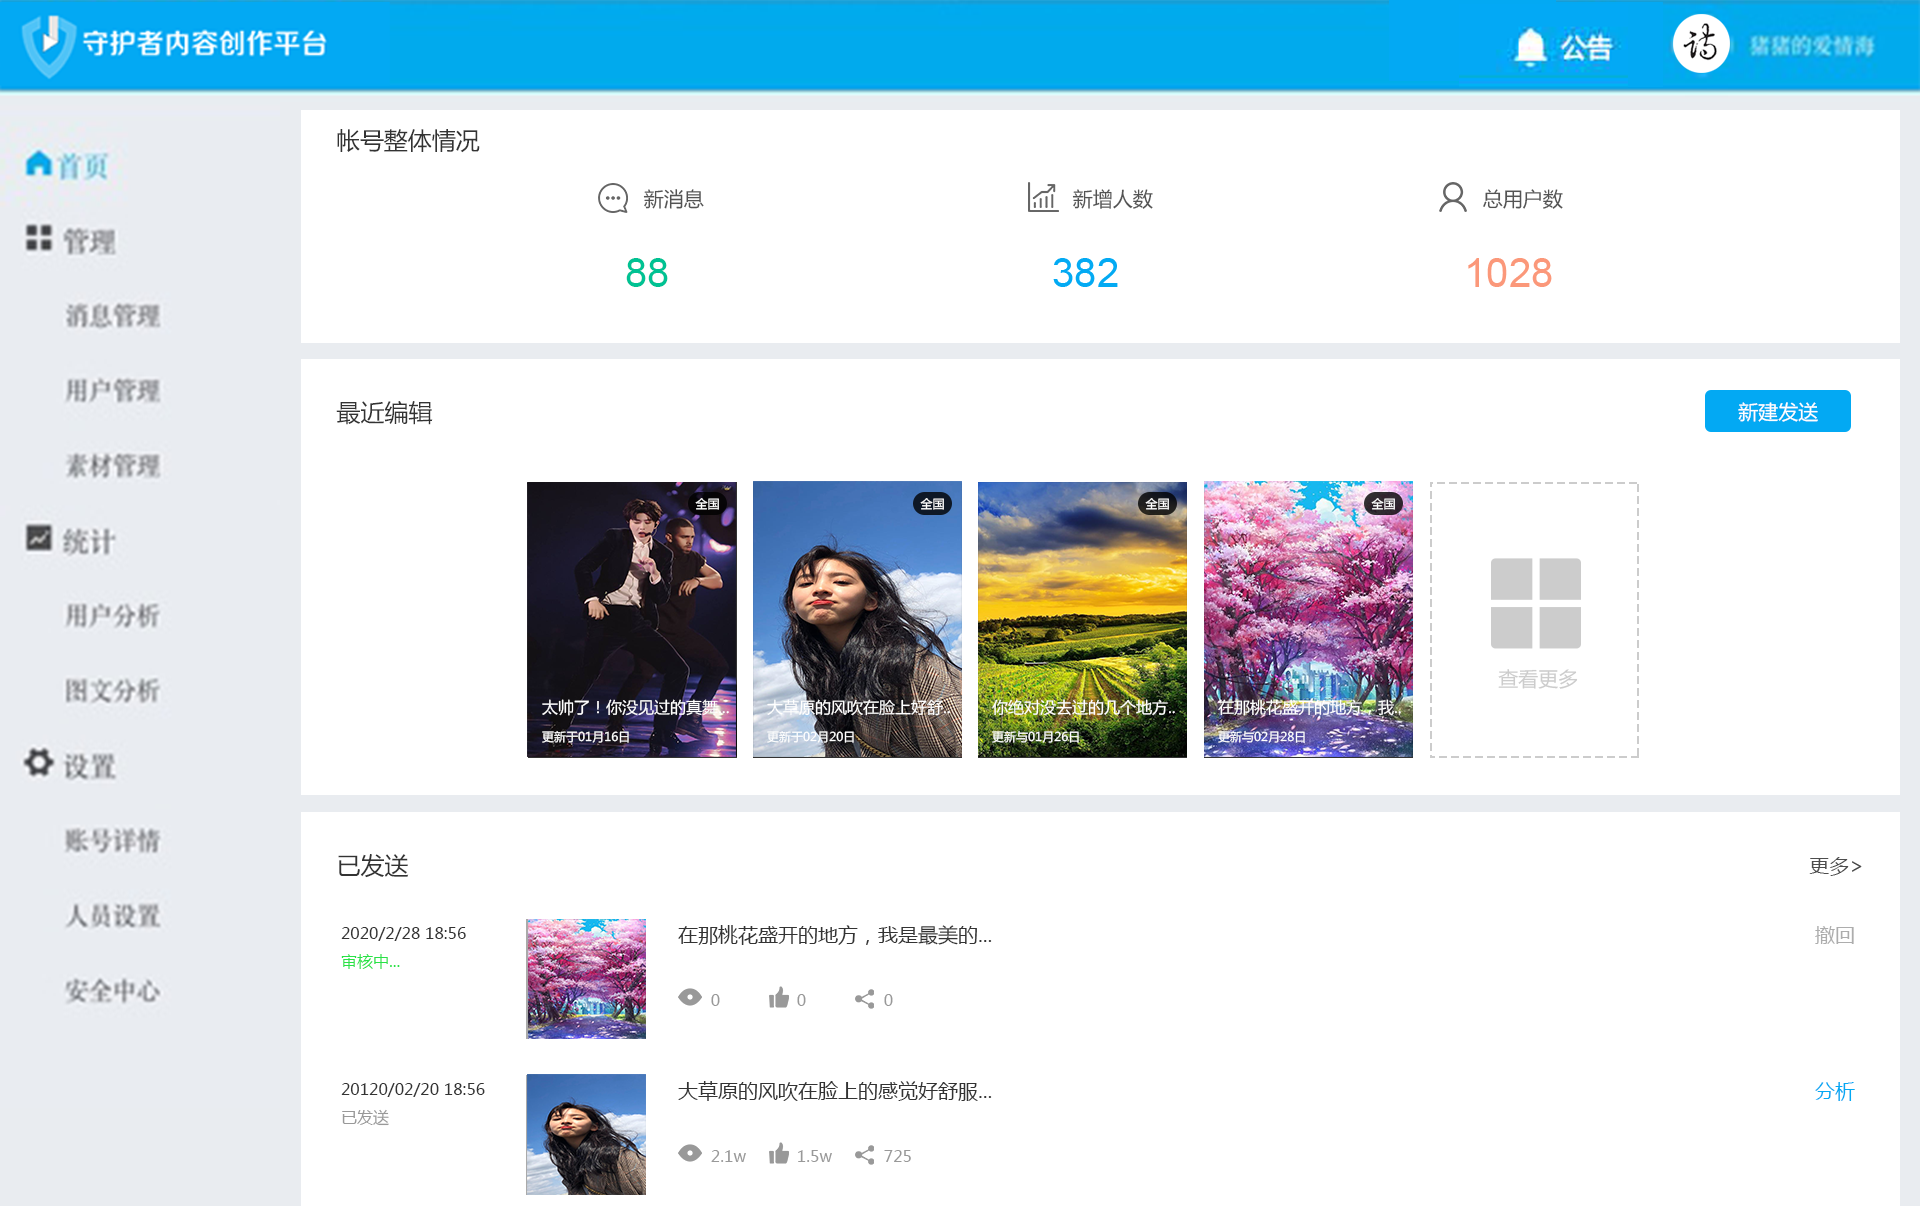 守护者内容创作平台
公告
猪猪的爱情海
首页
管理
消息管理
用户管理
素材管理
统计
用户分析
图文分析
设置
账号详情
人员设置
安全中心
帐号整体情况
新消息
新增人数
总用户数
88
382
1028
最近编辑
新建发送
全国
太帅了！你没见过的真舞..
更新于01月16日
全国
大草原的风吹在脸上好舒..
更新于02月20日
全国
你绝对没去过的几个地方..
更新与01月26日
全国
在那桃花盛开的地方，我..
更新与02月28日
查看更多
已发送
更多>
2020/2/28 18:56
审核中...
在那桃花盛开的地方，我是最美的...
撤回
0
0
0
20120/02/20 18:56
已发送
大草原的风吹在脸上的感觉好舒服...
分析
2.1w
1.5w
725